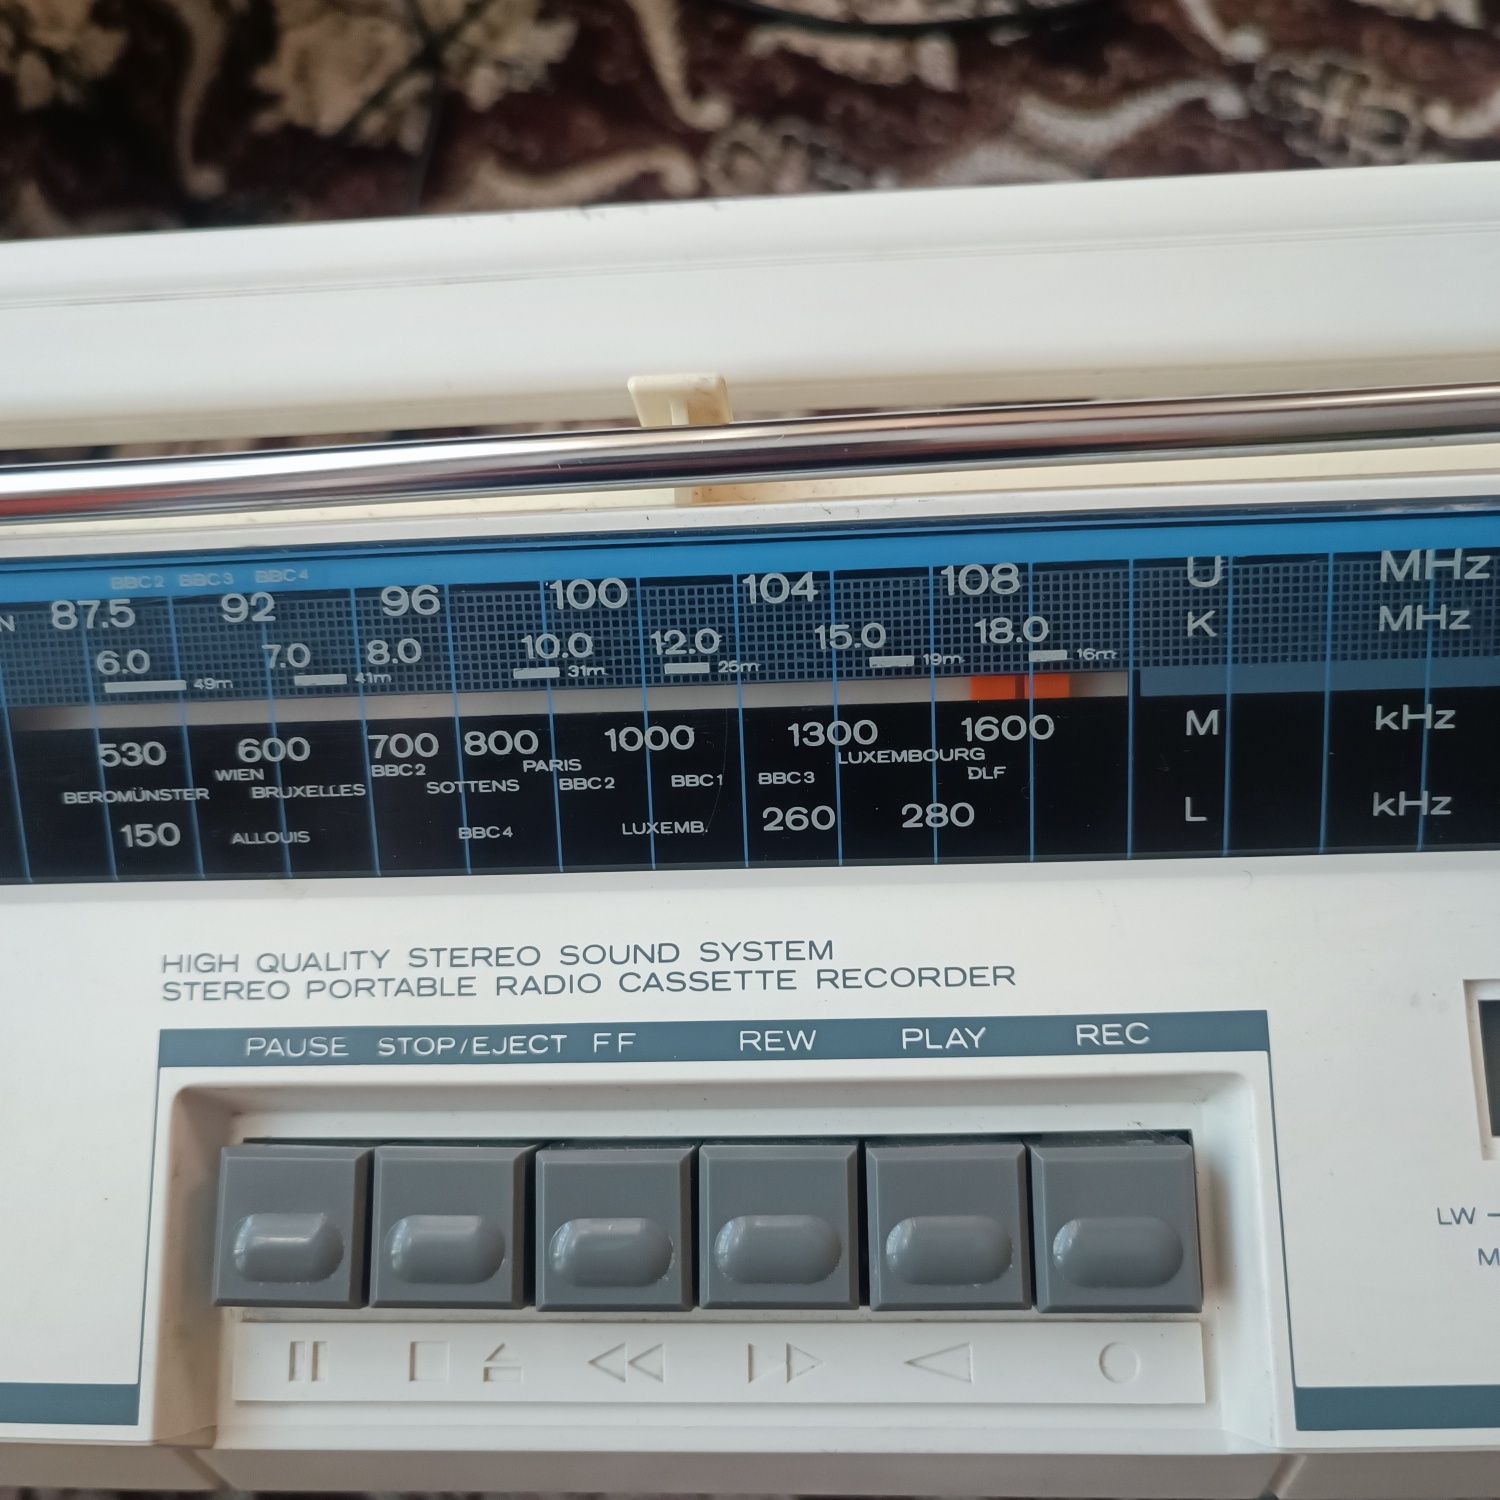 BBC2 BBC3 BBC4
87.5 92 96 100 104 108 U MHz
6.0 7.0 8.0 10.0 12.0 15.0 18.0 K MHz
49m 41m 31m 25m 19m 16m
530 600 700 800 1000 1300 1600 M kHz
WIEN BBC2 PARIS LUXEMBOURG
BEROMÜNSTER BRUXELLES SOTTENS BBC2 BBC1 BBC3 DLF
150 ALLOUIS BBC4 LUXEMB. 260 280 L kHz
HIGH QUALITY STEREO SOUND SYSTEM
STEREO PORTABLE RADIO CASSETTE RECORDER
PAUSE STOP/EJECT FF REW PLAY REC
LW